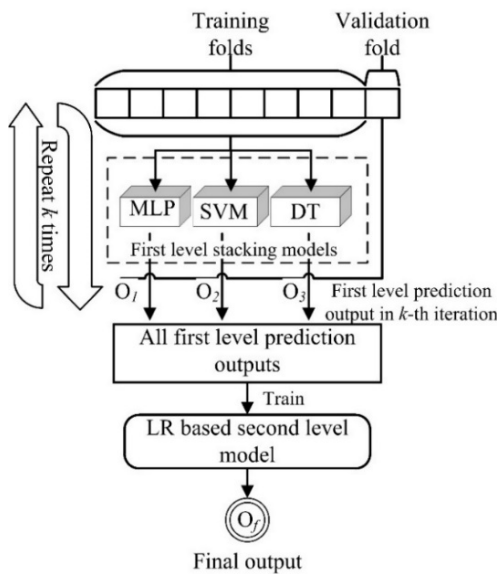 Training folds
Validation fold
Repeat k times
MLP
SVM
DT
First level stacking models
O1
O2
O3
First level prediction
output in k-th iteration
All first level prediction
outputs
Train
LR based second level
model
Of
Final output